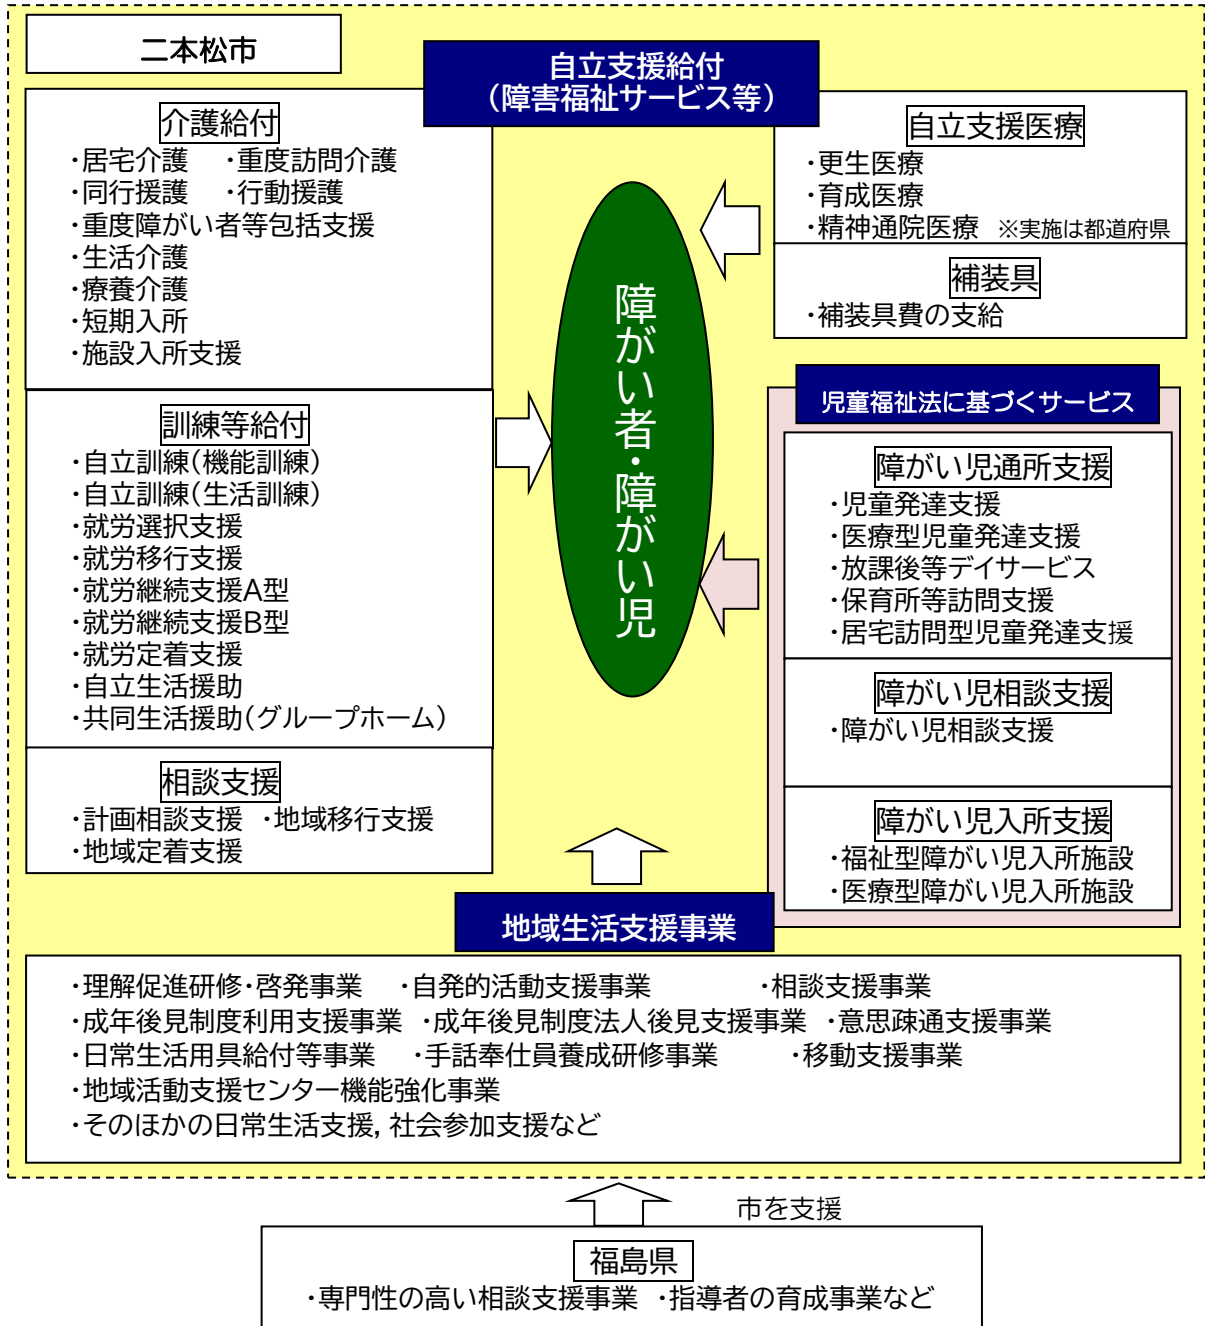 二本松市
自立支援給付
（障害福祉サービス等）
介護給付
・居宅介護　・重度訪問介護
・同行援護　・行動援護
・重度障がい者等包括支援
・生活介護
・療養介護
・短期入所
・施設入所支援
訓練等給付
・自立訓練（機能訓練）
・自立訓練（生活訓練）
・就労選択支援
・就労移行支援
・就労継続支援A型
・就労継続支援B型
・就労定着支援
・自立生活援助
・共同生活援助（グループホーム）
相談支援
・計画相談支援　・地域移行支援
・地域定着支援
障がい者・障がい児
自立支援医療
・更生医療
・育成医療
・精神通院医療　※実施は都道府県
補装具
・補装具費の支給
児童福祉法に基づくサービス
障がい児通所支援
・児童発達支援
・医療型児童発達支援
・放課後等デイサービス
・保育所等訪問支援
・居宅訪問型児童発達支援
障がい児相談支援
・障がい児相談支援
障がい児入所支援
・福祉型障がい児入所施設
・医療型障がい児入所施設
地域生活支援事業
・理解促進研修・啓発事業　・自発的活動支援事業　・相談支援事業
・成年後見制度利用支援事業　・成年後見制度法人後見支援事業　・意思疎通支援事業
・日常生活用具給付等事業　・手話奉仕員養成研修事業　・移動支援事業
・地域活動支援センター機能強化事業
・そのほかの日常生活支援，社会参加支援など
市を支援
福島県
・専門性の高い相談支援事業　・指導者の育成事業など